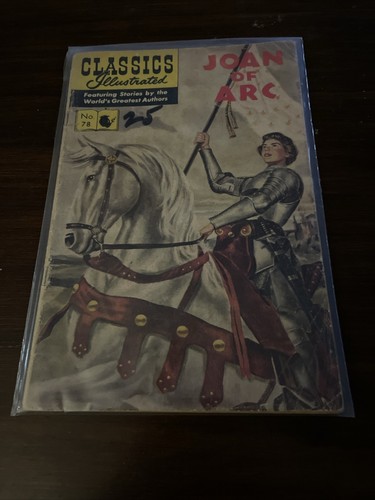 CLASSICS
Illustrated
Featuring Stories by the
World's Greatest Authors
No.
78
25
JOAN
OF
ARC